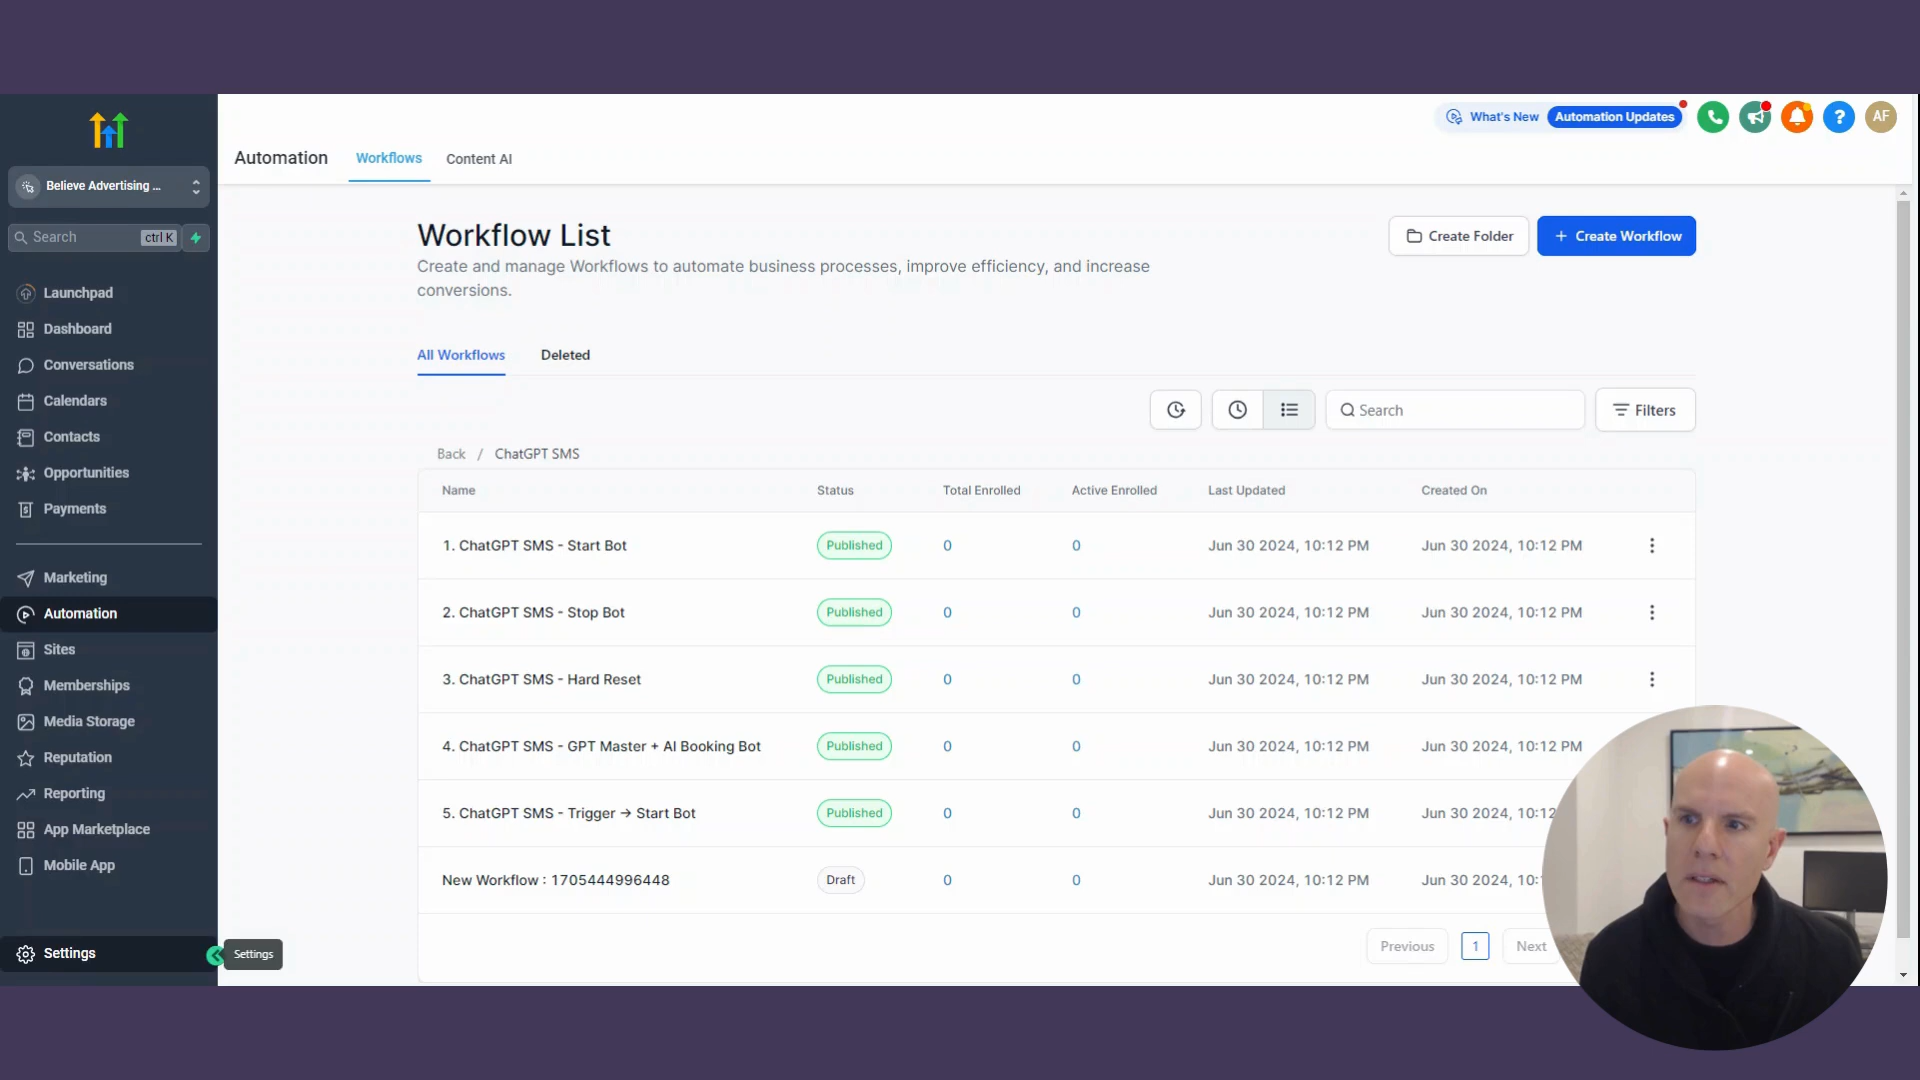 What's New Automation Updates AF
Automation Workflows Content AI
Believe Advertising ...
Search ctrl K
Launchpad
Dashboard
Conversations
Calendars
Contacts
Opportunities
Payments
Marketing
Automation
Sites
Memberships
Media Storage
Reputation
Reporting
App Marketplace
Mobile App
Settings
Settings
Workflow List
Create and manage Workflows to automate business processes, improve efficiency, and increase
conversions.
Create Folder + Create Workflow
All Workflows Deleted
Search Filters
Back / ChatGPT SMS
Name Status Total Enrolled Active Enrolled Last Updated Created On
1. ChatGPT SMS - Start Bot Published 0 0 Jun 30 2024, 10:12 PM Jun 30 2024, 10:12 PM
2. ChatGPT SMS - Stop Bot Published 0 0 Jun 30 2024, 10:12 PM Jun 30 2024, 10:12 PM
3. ChatGPT SMS - Hard Reset Published 0 0 Jun 30 2024, 10:12 PM Jun 30 2024, 10:12 PM
4. ChatGPT SMS - GPT Master + AI Booking Bot Published 0 0 Jun 30 2024, 10:12 PM Jun 30 2024, 10:12 PM
5. ChatGPT SMS - Trigger → Start Bot Published 0 0 Jun 30 2024, 10:12 PM Jun 30 2024, 10:12
New Workflow : 1705444996448 Draft 0 0 Jun 30 2024, 10:12 PM Jun 30 2024, 10:
Previous 1 Next